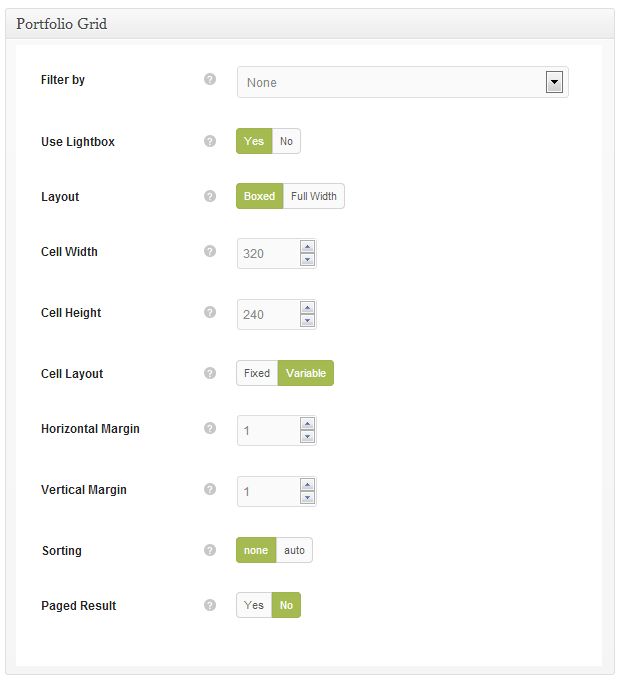 Portfolio Grid
Filter by ? None
Use Lightbox ? Yes No
Layout ? Boxed Full Width
Cell Width ? 320
Cell Height ? 240
Cell Layout ? Fixed Variable
Horizontal Margin ? 1
Vertical Margin ? 1
Sorting ? none auto
Paged Result ? Yes No